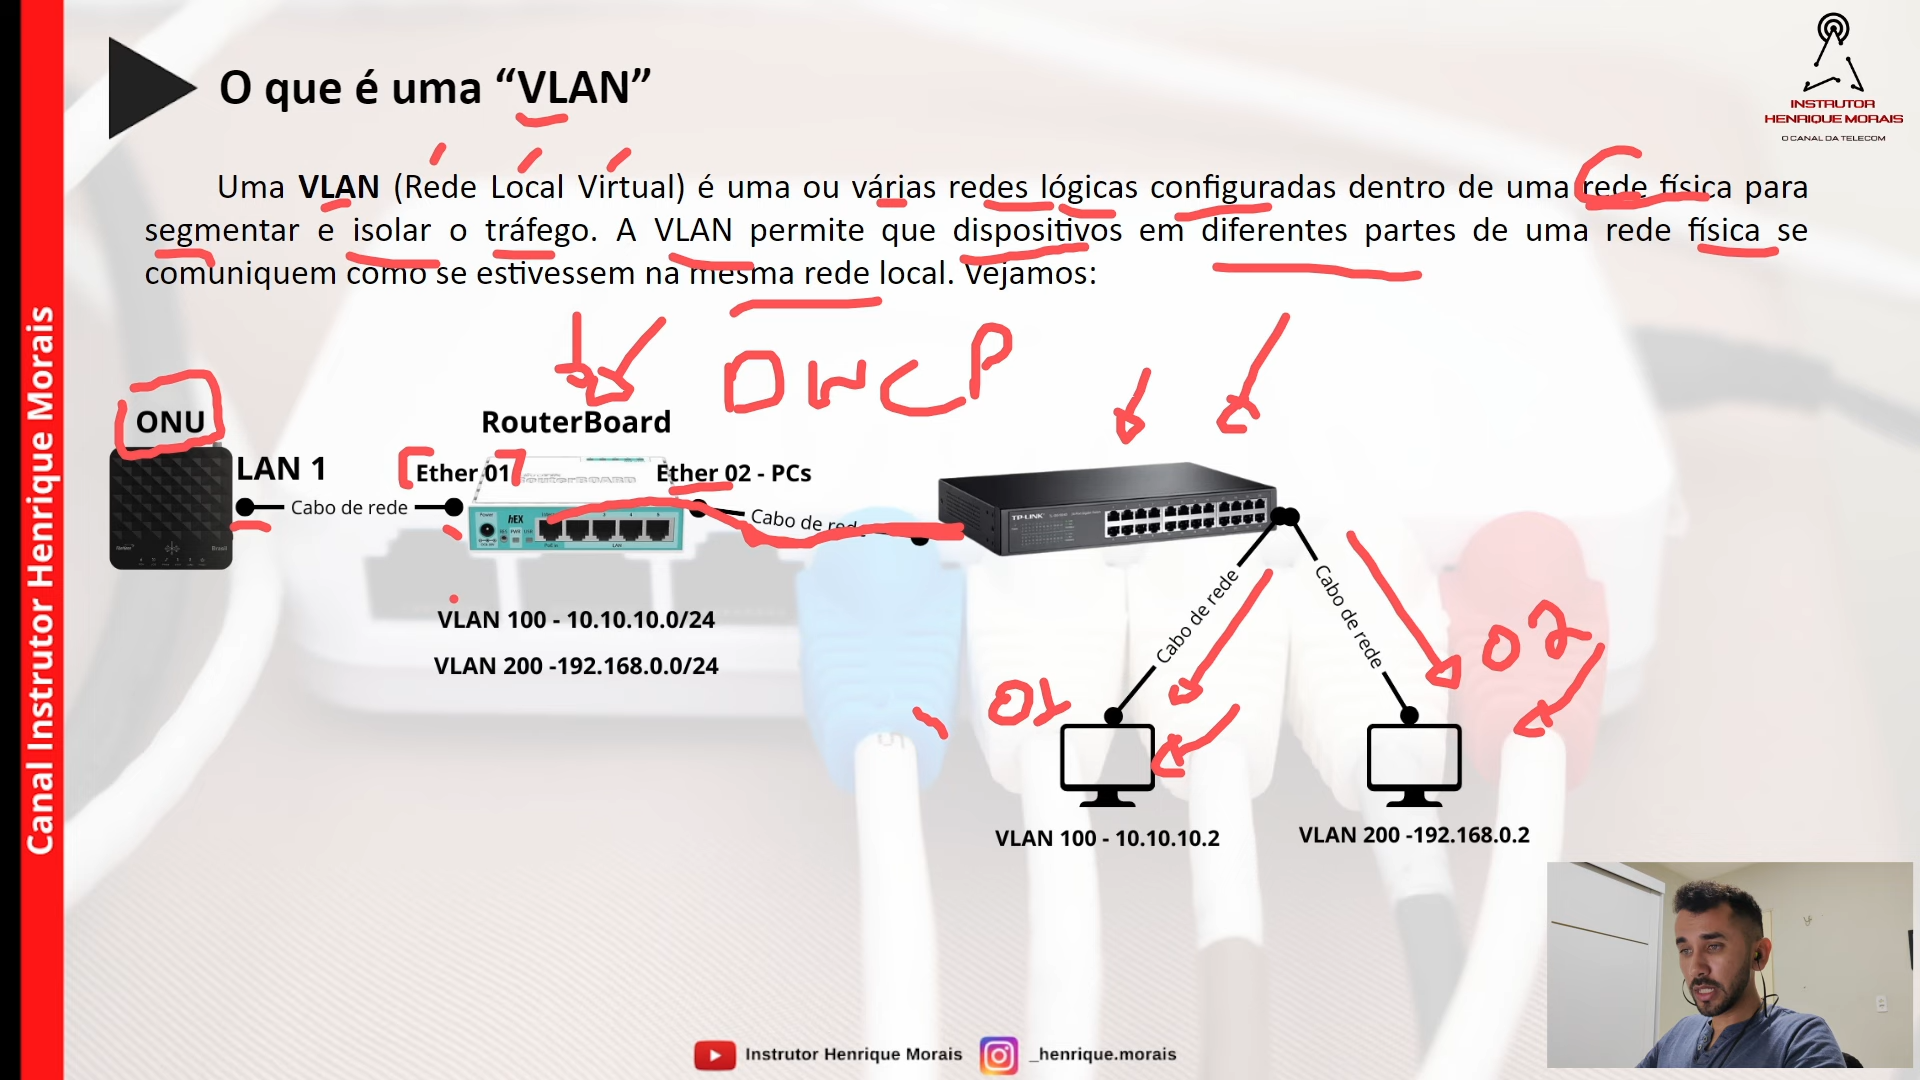 O que é uma “VLAN”
INSTRUTOR
HENRIQUE MORAIS
O CANAL DA TELECOM
Uma VLAN (Rede Local Virtual) é uma ou várias redes lógicas configuradas dentro de uma rede física para
segmentar e isolar o tráfego. A VLAN permite que dispositivos em diferentes partes de uma rede física se
comuniquem como se estivessem na mesma rede local. Vejamos:
DHCP
ONU
RouterBoard
LAN 1
Ether 01
Ether 02 - PCs
Cabo de rede
Cabo de rede
hEX
TP-LINK
VLAN 100 - 10.10.10.0/24
VLAN 200 -192.168.0.0/24
Cabo de rede
Cabo de rede
01
02
VLAN 100 - 10.10.10.2
VLAN 200 -192.168.0.2
Canal Instrutor Henrique Morais
Instrutor Henrique Morais
_henrique.morais